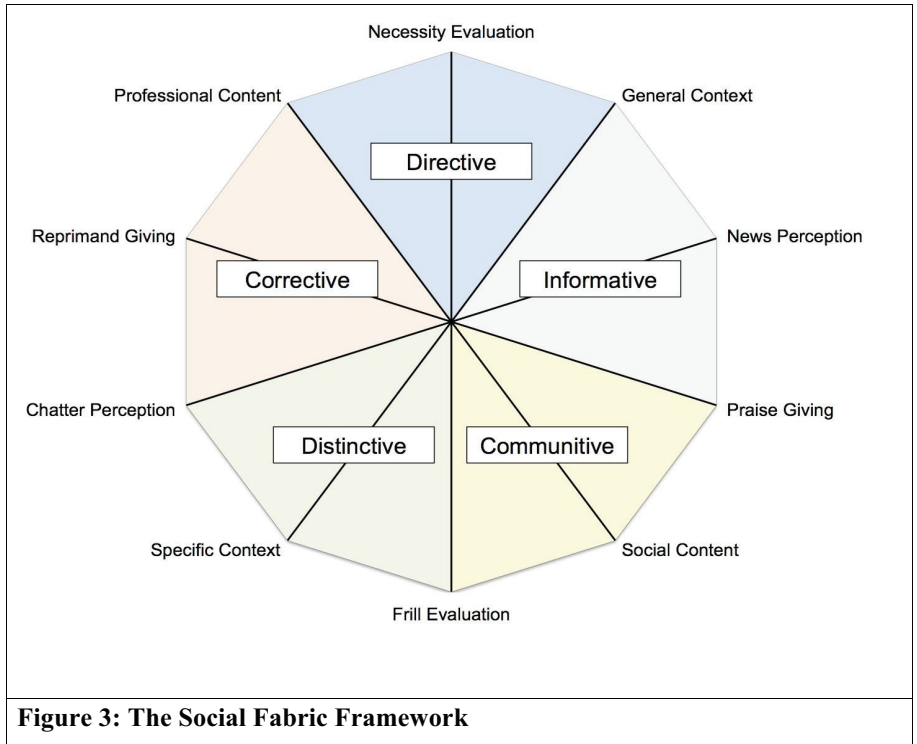 Necessity Evaluation
Professional Content
General Context
Directive
Reprimand Giving
News Perception
Corrective
Informative
Chatter Perception
Praise Giving
Distinctive
Communitive
Specific Context
Social Content
Frill Evaluation
Figure 3: The Social Fabric Framework